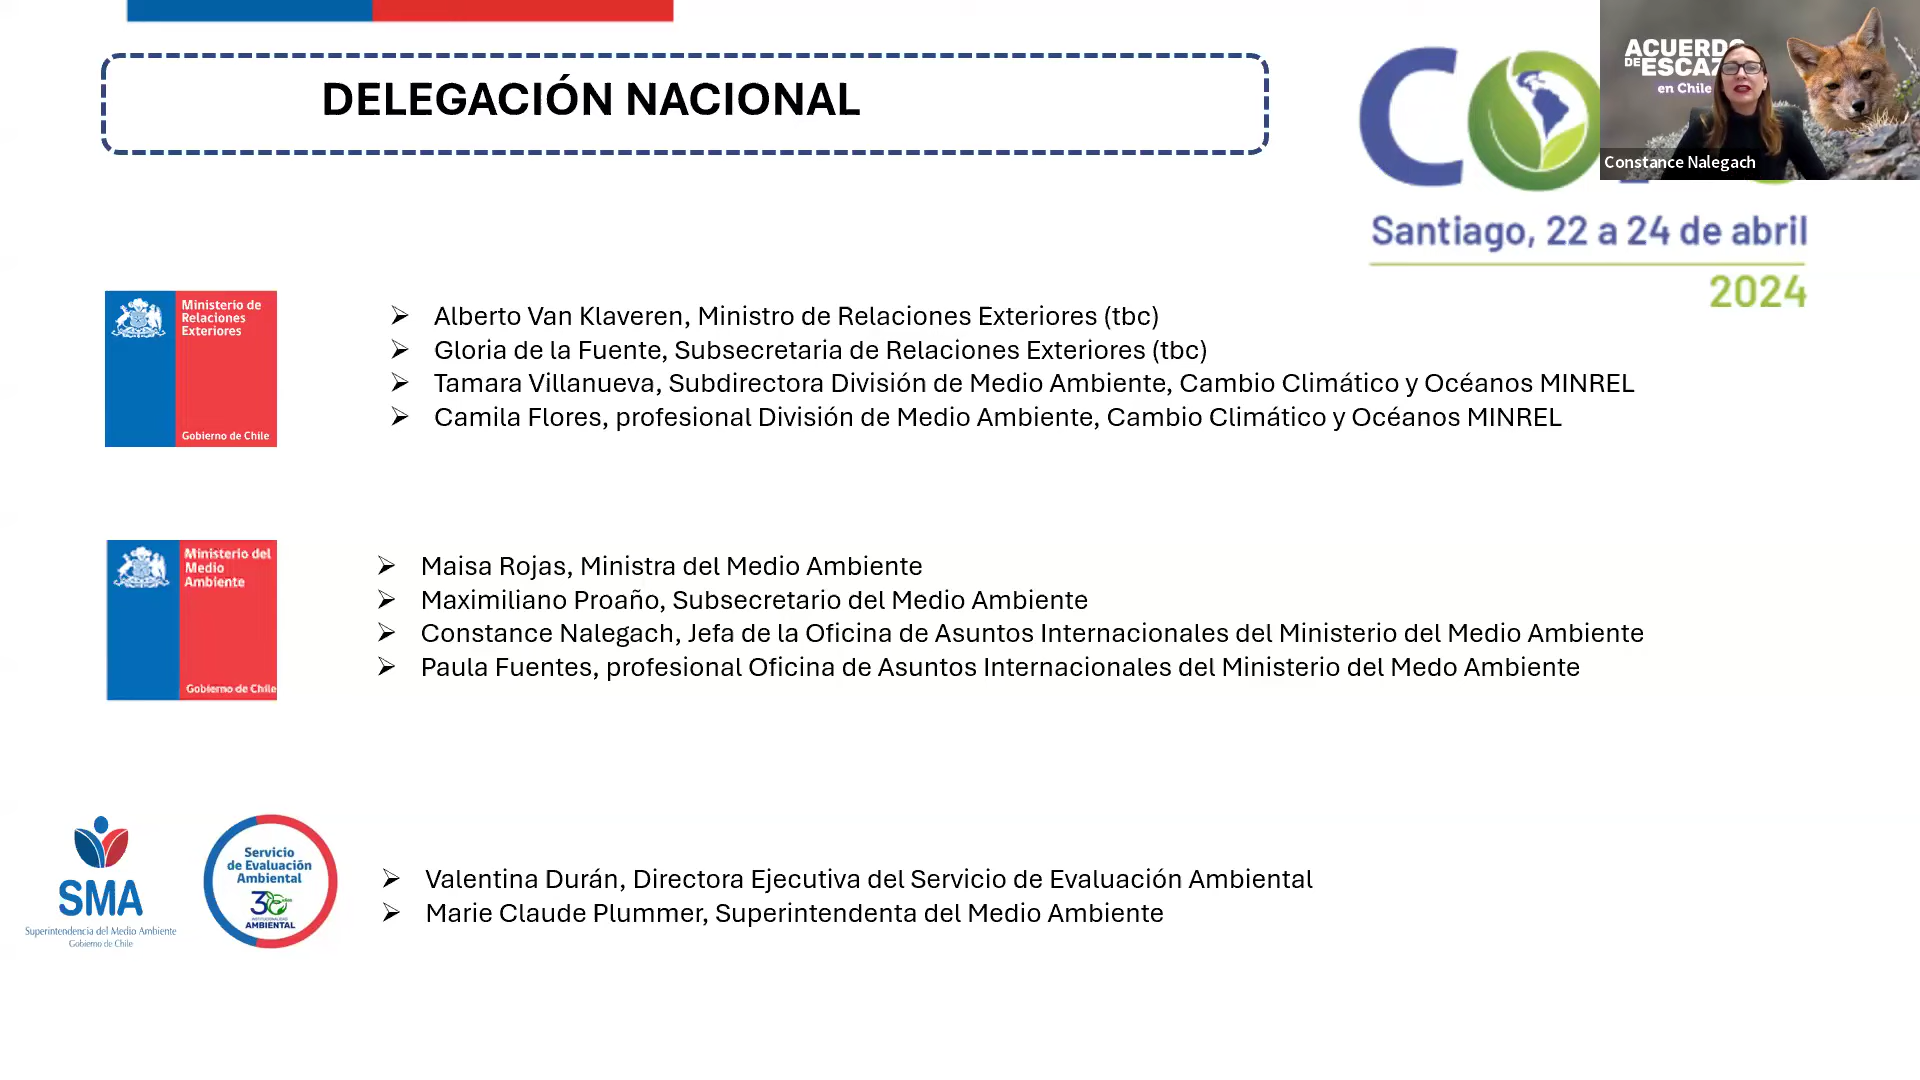 DELEGACIÓN NACIONAL
ACUERDO
DE ESCAZ
en Chile
Constance Nalegach
Santiago, 22 a 24 de abril
2024
Ministerio de
Relaciones
Exteriores
Gobierno de Chile
Alberto Van Klaveren, Ministro de Relaciones Exteriores (tbc)
Gloria de la Fuente, Subsecretaria de Relaciones Exteriores (tbc)
Tamara Villanueva, Subdirectora División de Medio Ambiente, Cambio Climático y Océanos MINREL
Camila Flores, profesional División de Medio Ambiente, Cambio Climático y Océanos MINREL
Ministerio del
Medio
Ambiente
Gobierno de Chile
Maisa Rojas, Ministra del Medio Ambiente
Maximiliano Proaño, Subsecretario del Medio Ambiente
Constance Nalegach, Jefa de la Oficina de Asuntos Internacionales del Ministerio del Medio Ambiente
Paula Fuentes, profesional Oficina de Asuntos Internacionales del Ministerio del Medo Ambiente
SMA
Superintendencia del Medio Ambiente
Gobierno de Chile
Servicio
de Evaluación
Ambiental
30 años
INSTITUCIONALIDAD
AMBIENTAL
Valentina Durán, Directora Ejecutiva del Servicio de Evaluación Ambiental
Marie Claude Plummer, Superintendenta del Medio Ambiente